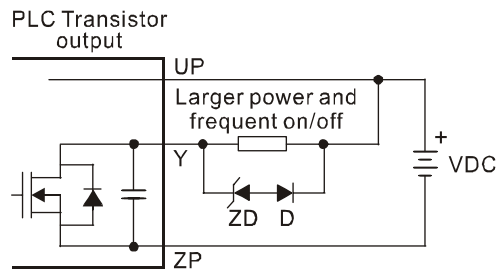 PLC Transistor
output
UP
Larger power and
frequent on/off
Y
+
VDC
ZD D
ZP